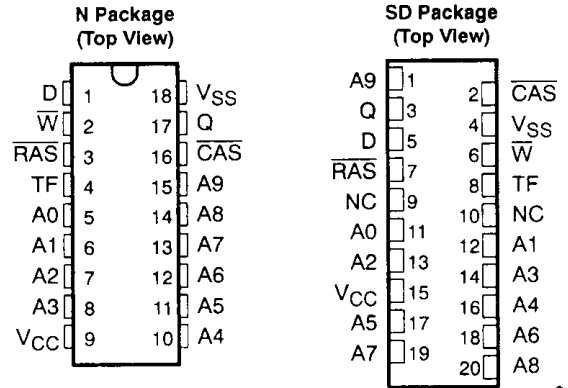 N Package
(Top View)
D 1 18 VSS
W 2 17 Q
RAS 3 16 CAS
TF 4 15 A9
A0 5 14 A8
A1 6 13 A7
A2 7 12 A6
A3 8 11 A5
VCC 9 10 A4
SD Package
(Top View)
A9 1
2 CAS
Q 3
4 VSS
D 5
6 W
RAS 7
8 TF
NC 9
10 NC
A0 11
12 A1
A2 13
14 A3
VCC 15
16 A4
A5 17
18 A6
A7 19
20 A8